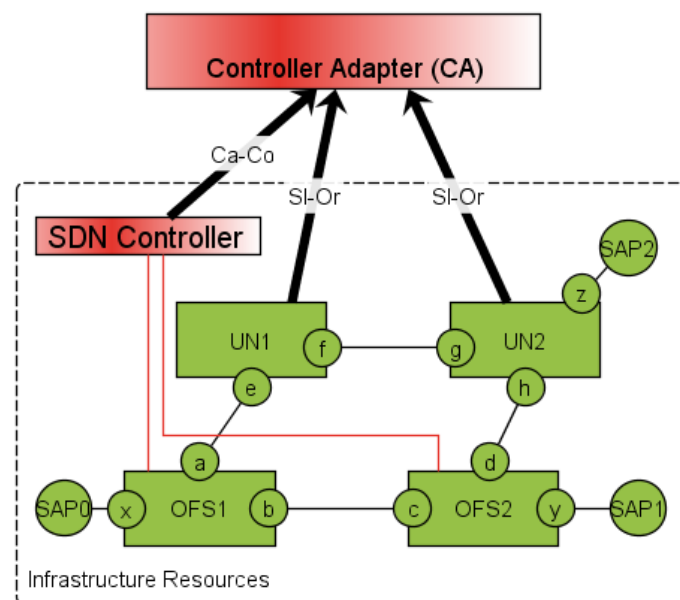 Controller Adapter (CA)
Ca-Co
Sl-Or
Sl-Or
SDN Controller
SAP2
z
UN1
f
g
UN2
e
h
a
d
SAP0
x
OFS1
b
c
OFS2
y
SAP1
Infrastructure Resources